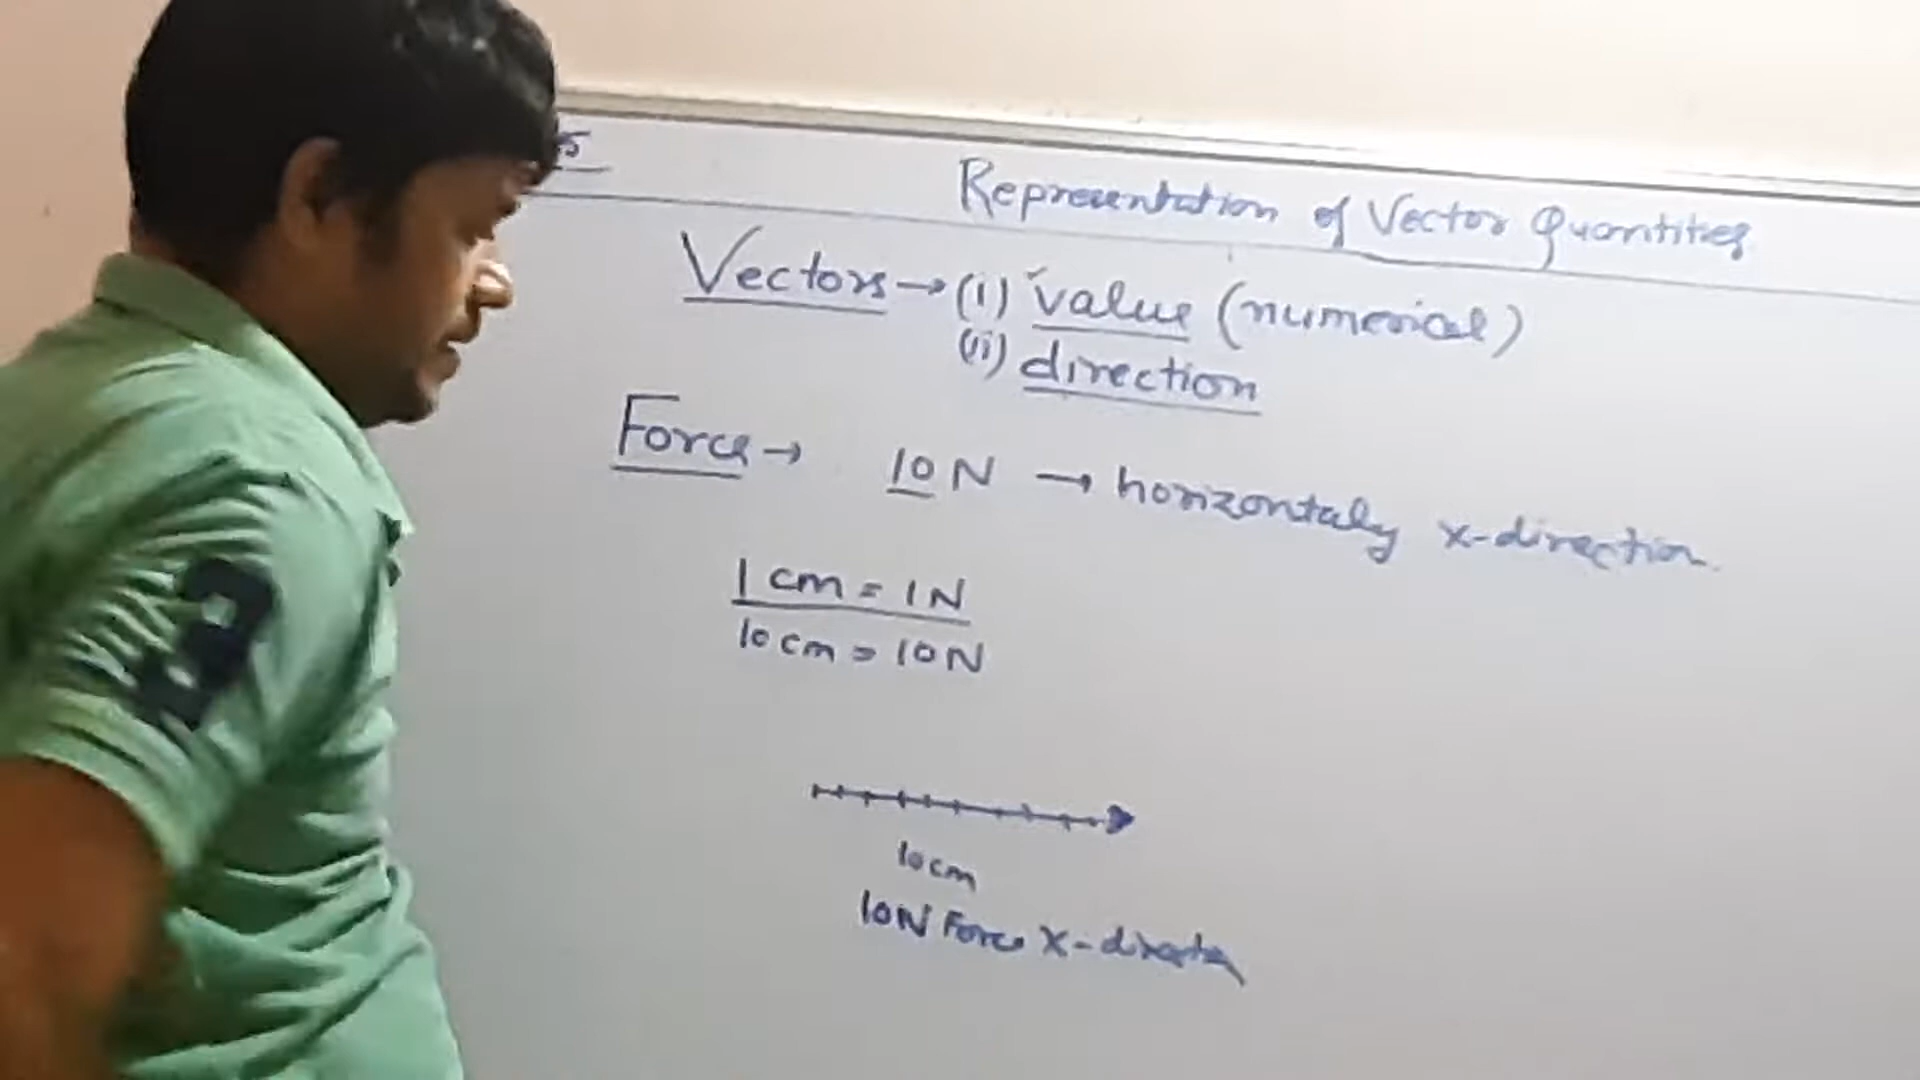 Representation of Vector Quantities
Vectors → (i) value (numerical)
(ii) direction
Force → 10 N → horizontaly x-direction
1 cm = 1N
10 cm = 10N
10cm
10N Force X-